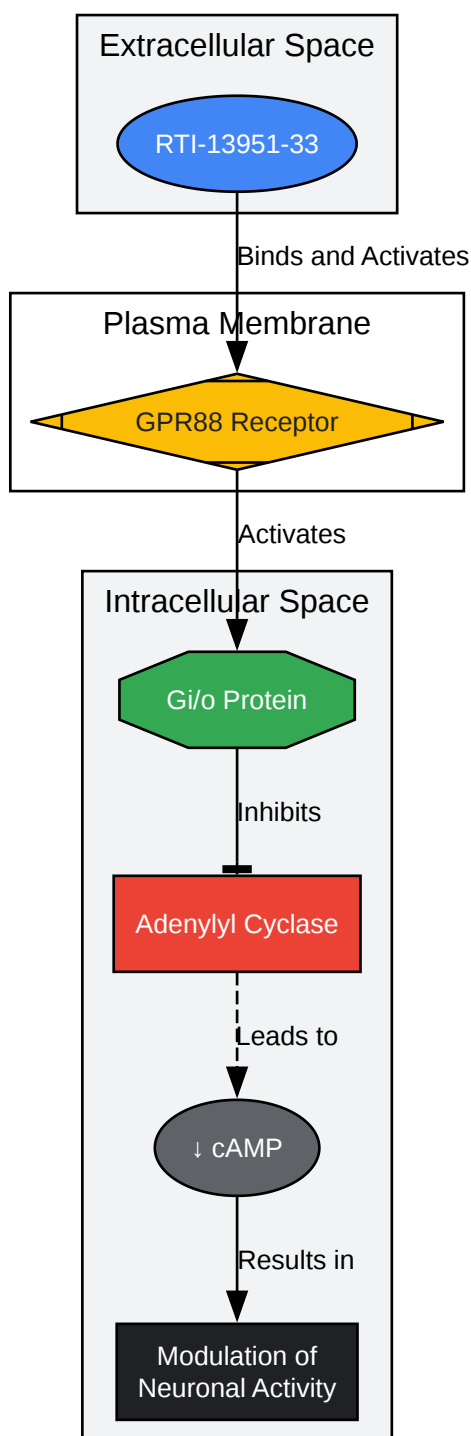 Extracellular Space
RTI-13951-33
Binds and Activates
Plasma Membrane
GPR88 Receptor
Activates
Intracellular Space
Gi/o Protein
Inhibits
Adenylyl Cyclase
Leads to
↓ cAMP
Results in
Modulation of
Neuronal Activity